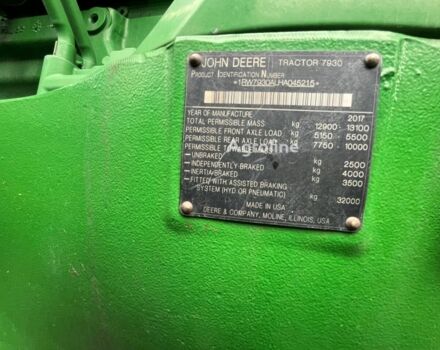 JOHN DEERE TRACTOR 7930
PRODUCT IDENTIFICATION NUMBER
*1RW7930ALHA045215*
YEAR OF MANUFACTURE 2017
TOTAL PERMISSIBLE MASS kg 12900 - 13100
PERMISSIBLE FRONT AXLE LOAD kg 5150 - 5500
PERMISSIBLE REAR AXLE LOAD kg 7750 - 10000
PERMISSIBLE
— UNBRAKED kg 2500
— INDEPENDENTLY BRAKED kg 4000
— INERTIA-BRAKED kg 3500
— FITTED WITH ASSISTED BRAKING
SYSTEM (HYD OR PNEUMATIC) kg 32000
MADE IN USA
DEERE & COMPANY, MOLINE, ILLINOIS, USA
Agroline